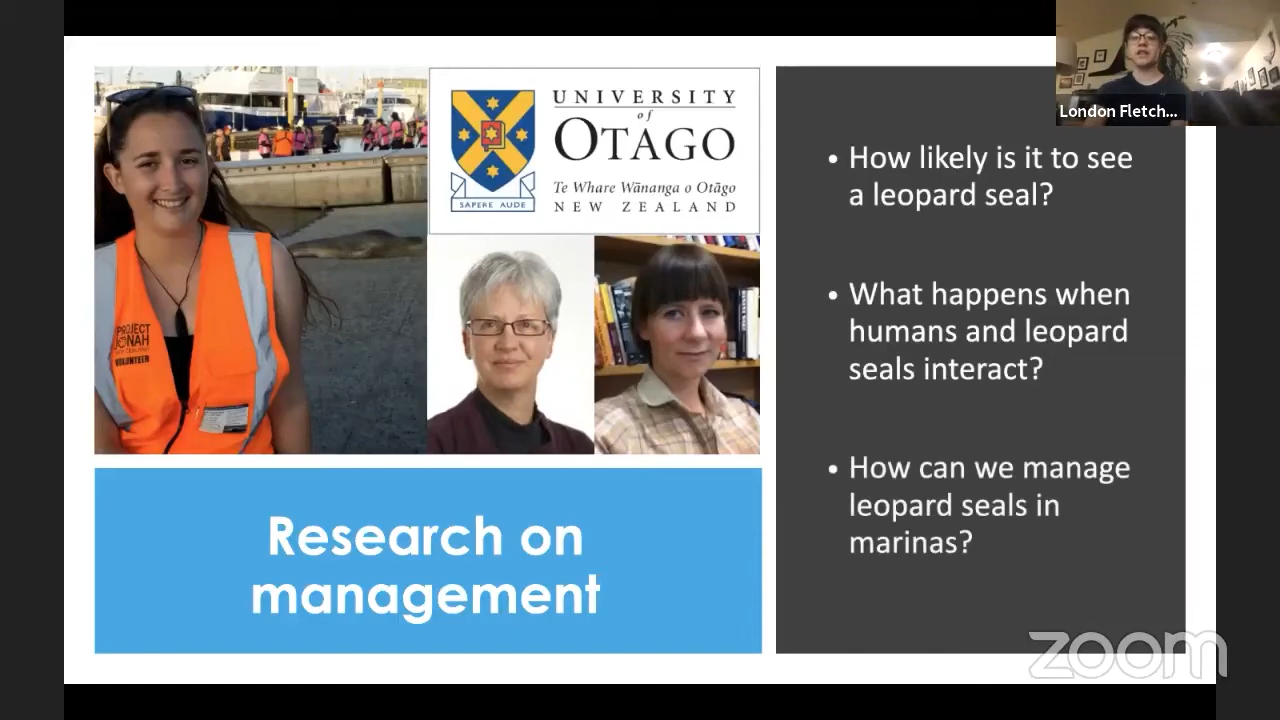 UNIVERSITY
of
OTAGO
Te Whare Wānanga o Otāgo
NEW ZEALAND
SAPERE AUDE
PROJECT
JONAH
VOLUNTEER
Research on
management
London Fletch...
• How likely is it to see
a leopard seal?
• What happens when
humans and leopard
seals interact?
• How can we manage
leopard seals in
marinas?
zoom